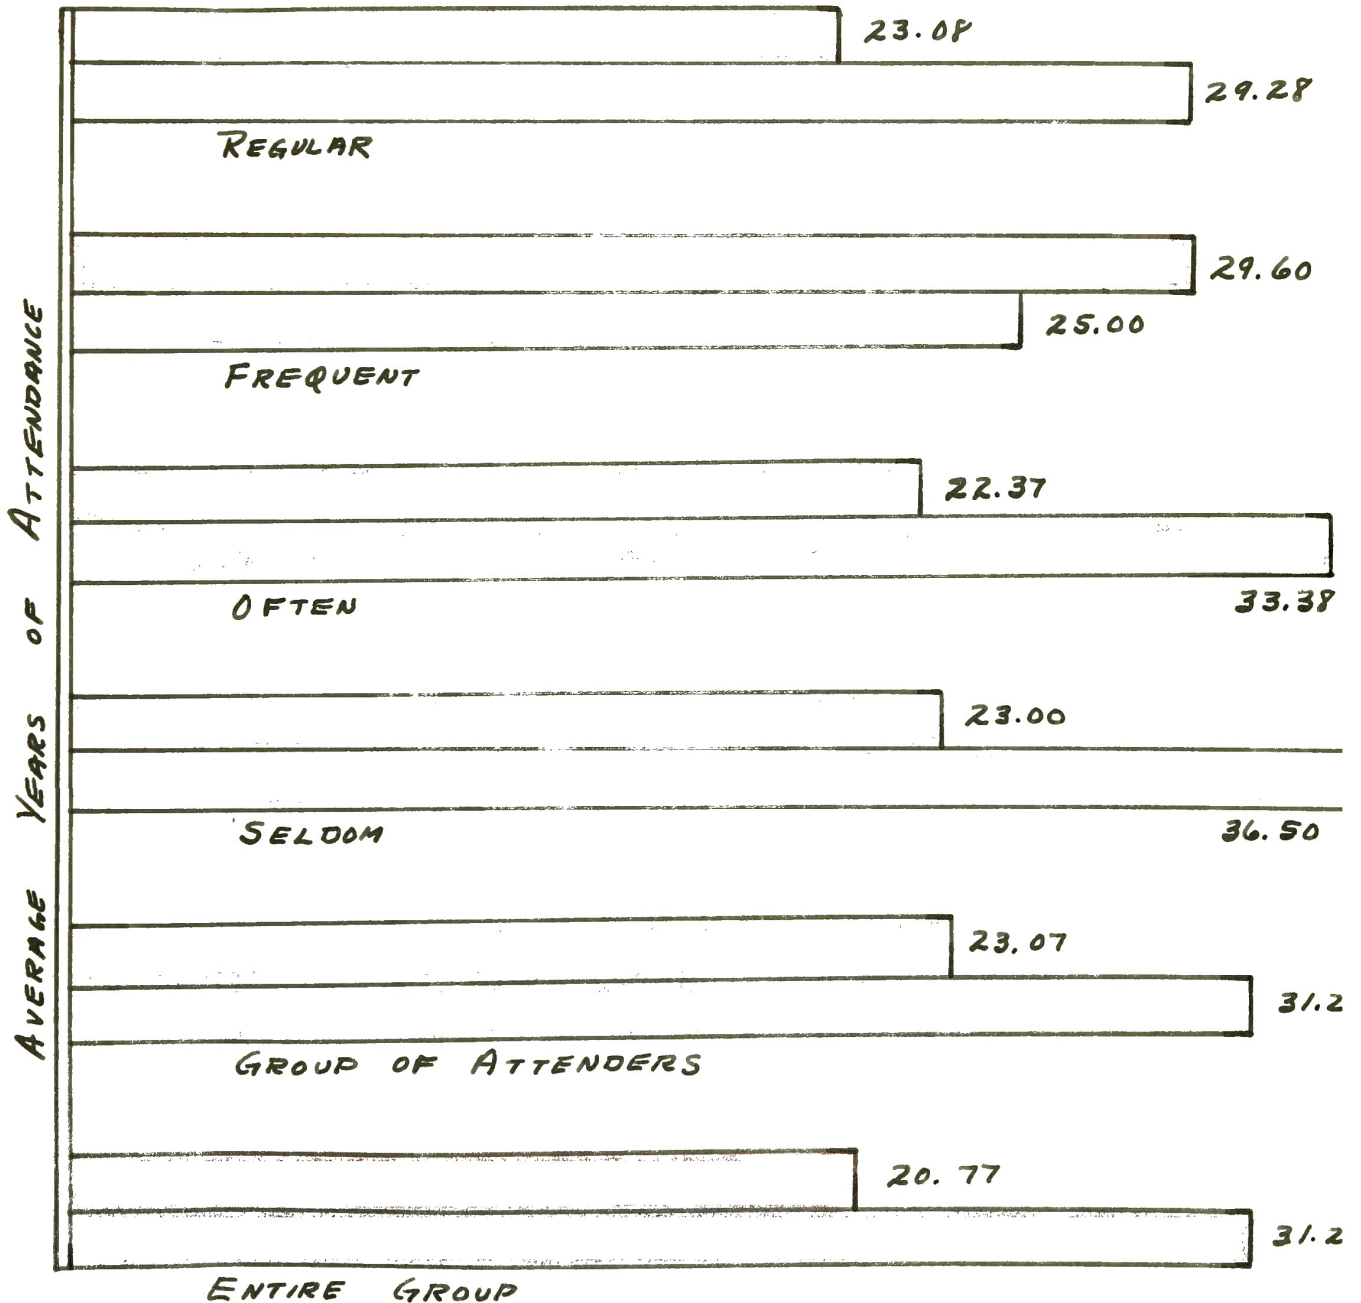 23.08
29.28
REGULAR
29.60
25.00
FREQUENT
22.37
33.38
OFTEN
23.00
36.50
SELDOM
23.07
31.2
GROUP OF ATTENDERS
20.77
31.2
ENTIRE GROUP
AVERAGE YEARS OF ATTENDANCE